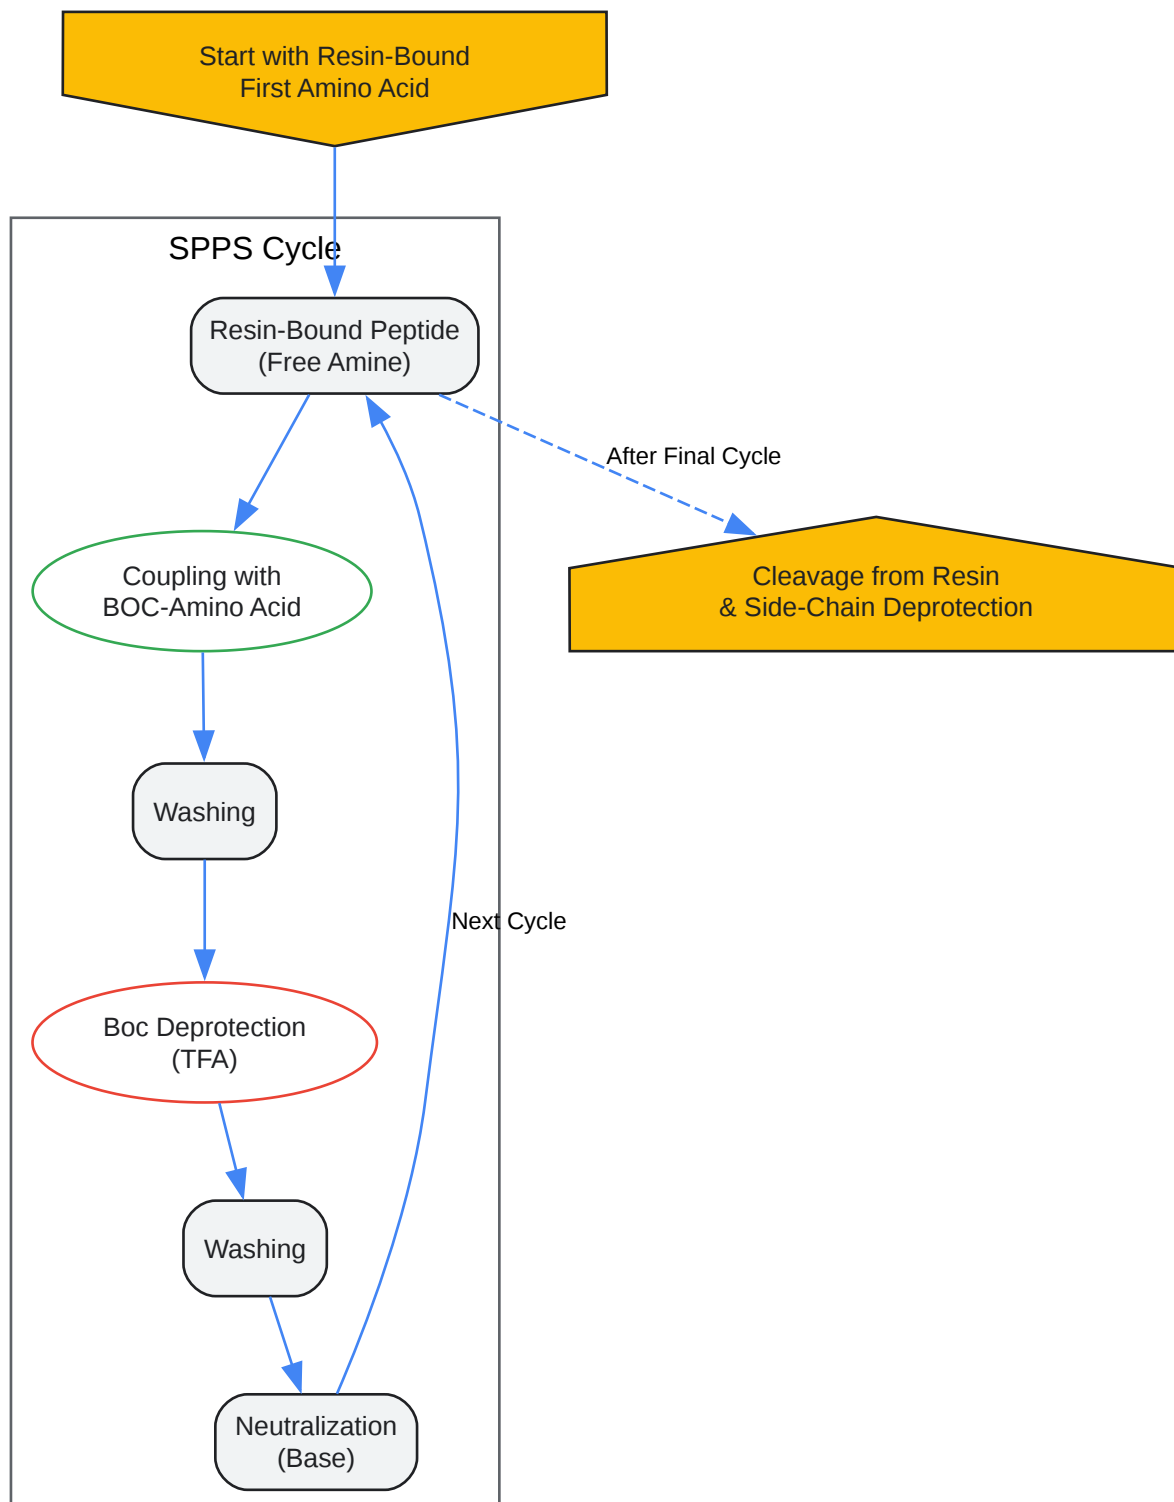 Start with Resin-Bound
First Amino Acid
SPPS Cycle
Resin-Bound Peptide
(Free Amine)
After Final Cycle
Coupling with
BOC-Amino Acid
Cleavage from Resin
& Side-Chain Deprotection
Washing
Next Cycle
Boc Deprotection
(TFA)
Washing
Neutralization
(Base)